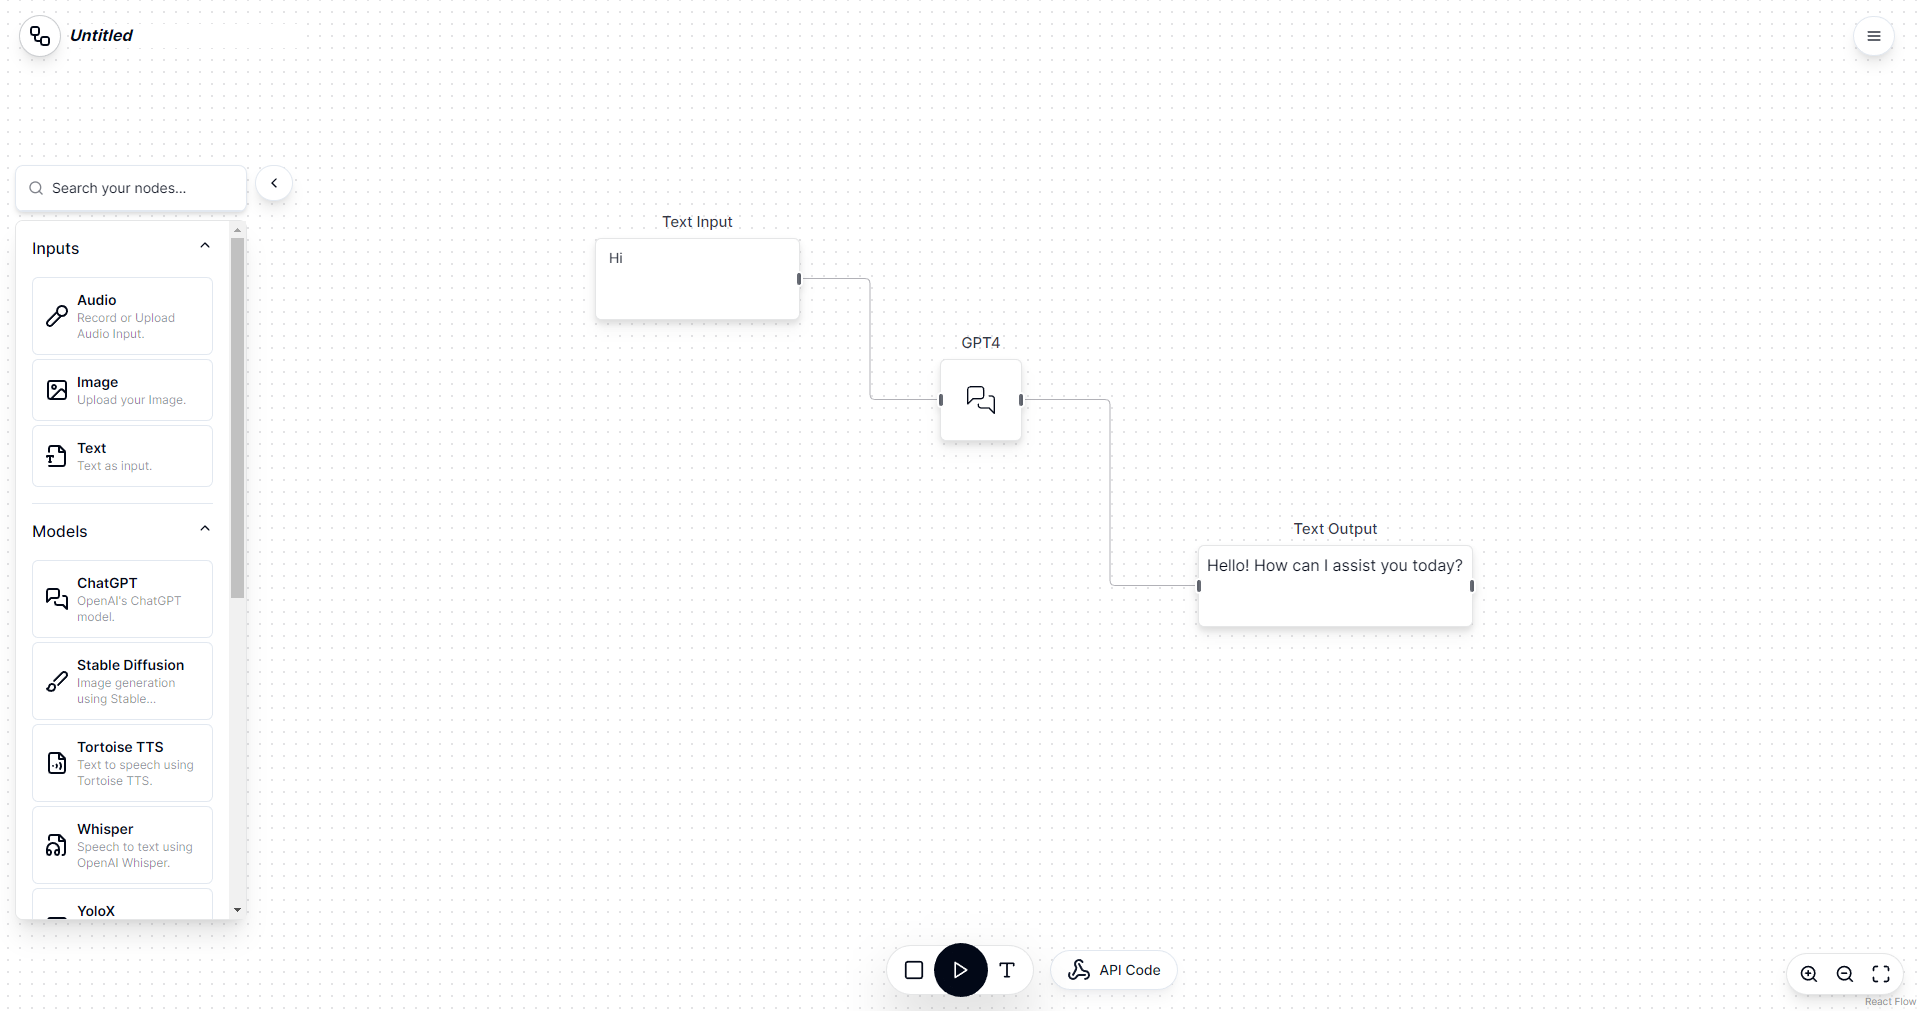 Untitled
Search your nodes...
Inputs
Audio
Record or Upload
Audio Input.
Image
Upload your Image.
Text
Text as input.
Models
ChatGPT
OpenAI's ChatGPT
model.
Stable Diffusion
Image generation
using Stable...
Tortoise TTS
Text to speech using
Tortoise TTS.
Whisper
Speech to text using
OpenAI Whisper.
YoloX
Text Input
Hi
GPT4
Text Output
Hello! How can I assist you today?
API Code
React Flow